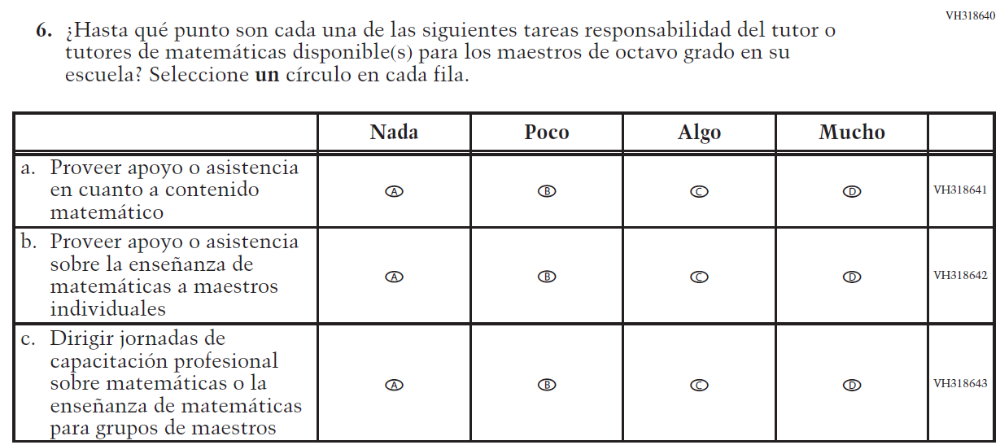 VH318640
6. ¿Hasta qué punto son cada una de las siguientes tareas responsabilidad del tutor o
tutores de matemáticas disponible(s) para los maestros de octavo grado en su
escuela? Seleccione un círculo en cada fila.
Nada Poco Algo Mucho
a. Proveer apoyo o asistencia
en cuanto a contenido
matemático
A B C D VH318641
b. Proveer apoyo o asistencia
sobre la enseñanza de
matemáticas a maestros
individuales
A B C D VH318642
c. Dirigir jornadas de
capacitación profesional
sobre matemáticas o la
enseñanza de matemáticas
para grupos de maestros
A B C D VH318643